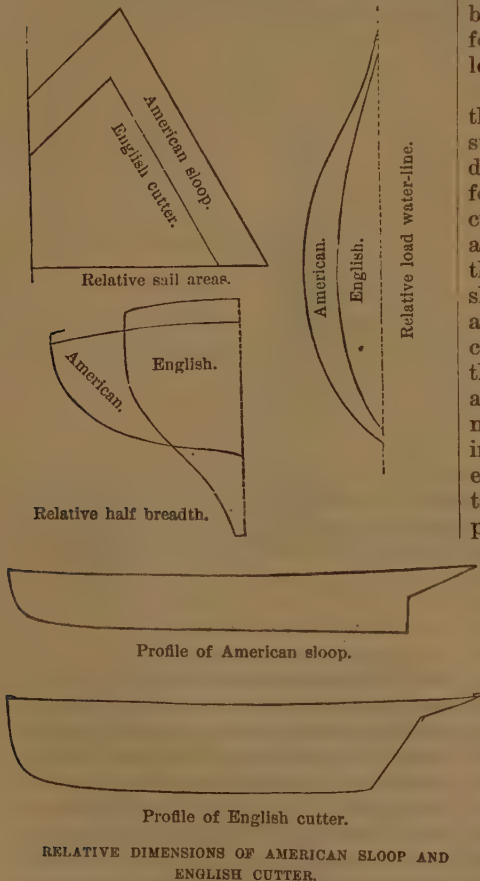 American sloop.
English cutter.
Relative sail areas.
American.
English.
Relative load water-line.
American.
English.
Relative half breadth.
Profile of American sloop.
Profile of English cutter.
RELATIVE DIMENSIONS OF AMERICAN SLOOP AND
ENGLISH CUTTER.